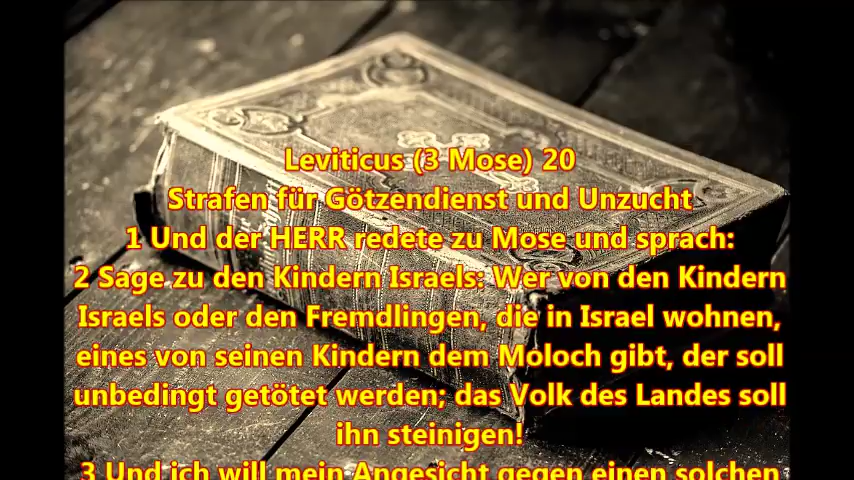 Leviticus (3 Mose) 20
Strafen für Götzendienst und Unzucht
1 Und der HERR redete zu Mose und sprach:
2 Sage zu den Kindern Israels: Wer von den Kindern
Israels oder den Fremdlingen, die in Israel wohnen,
eines von seinen Kindern dem Moloch gibt, der soll
unbedingt getötet werden; das Volk des Landes soll
ihn steinigen!
3 Und ich will mein Angesicht gegen einen solchen